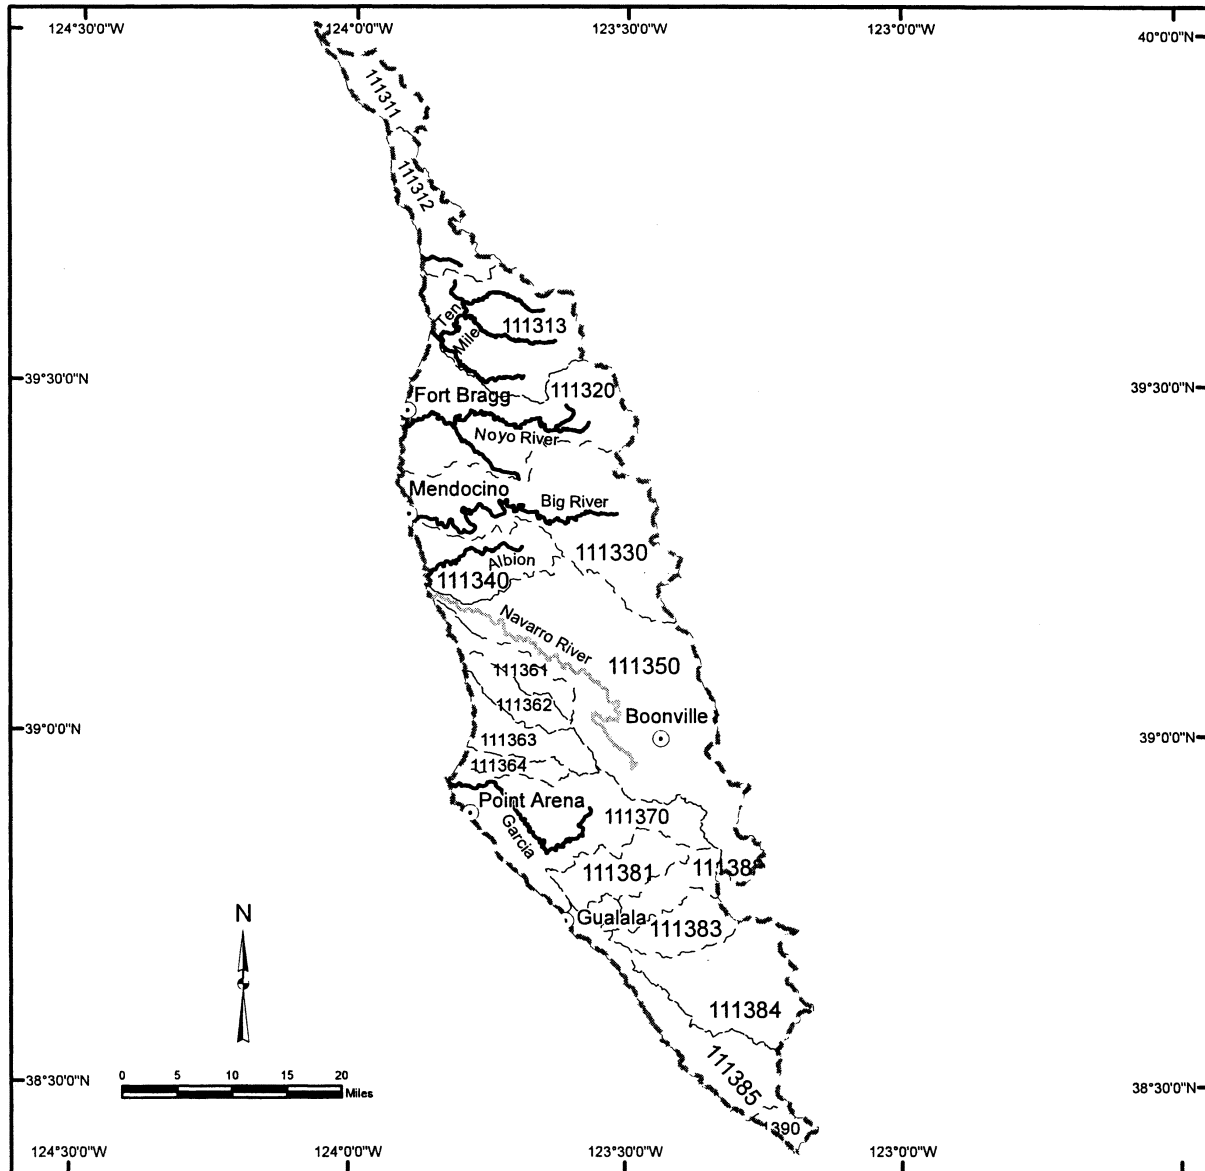 124°30'0"W
124°0'0"W
123°30'0"W
123°0'0"W
40°0'0"N
111311
111312
Ten
Mile
111313
39°30'0"N
39°30'0"N
111320
Fort Bragg
Noyo River
Mendocino
Big River
111330
Albion
111340
Navarro River
111350
111361
111362
Boonville
39°0'0"N
39°0'0"N
111363
111364
Point Arena
111370
Garcia
111381
Gualala
111383
N
111384
111385
38°30'0"N
38°30'0"N
0 5 10 15 20
Miles
1390
124°30'0"W
124°0'0"W
123°30'0"W
123°0'0"W